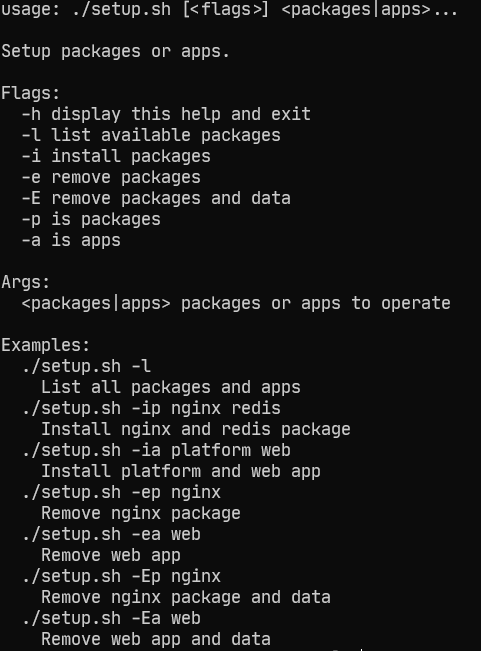 usage: ./setup.sh [<flags>] <packages|apps>...

Setup packages or apps.

Flags:
  -h display this help and exit
  -l list available packages
  -i install packages
  -e remove packages
  -E remove packages and data
  -p is packages
  -a is apps

Args:
  <packages|apps> packages or apps to operate

Examples:
  ./setup.sh -l
    List all packages and apps
  ./setup.sh -ip nginx redis
    Install nginx and redis package
  ./setup.sh -ia platform web
    Install platform and web app
  ./setup.sh -ep nginx
    Remove nginx package
  ./setup.sh -ea web
    Remove web app
  ./setup.sh -Ep nginx
    Remove nginx package and data
  ./setup.sh -Ea web
    Remove web app and data